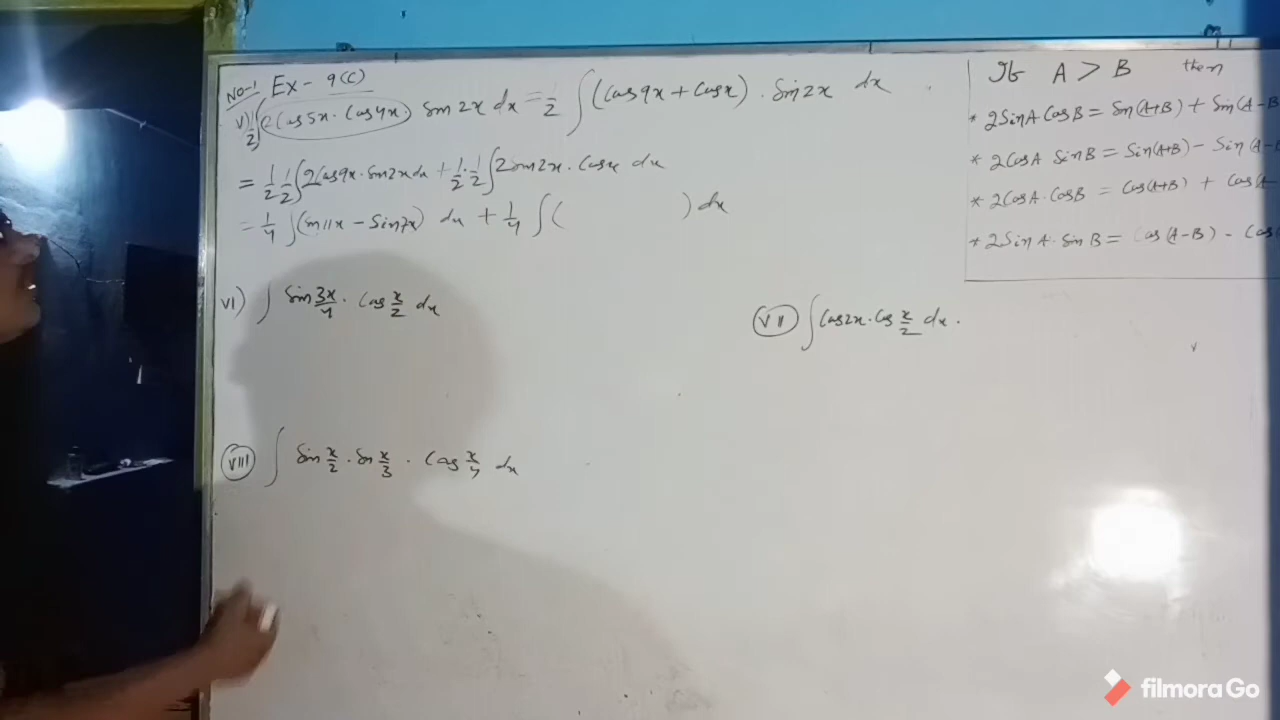 NO-1 Ex - 9(C)
v) 1/2 ∫ 2Cos5x · Cos4x Sin2x dx = 1/2 ∫ (Cos9x + Cosx) · Sin2x dx
= 1/2 1/2 ∫ 2Cos9x · Sin2x dx + 1/2 · 1/2 ∫ 2Sin2x · Cosx dx
= 1/4 ∫ (in11x - Sin7x) dx + 1/4 ∫ ( ) dx
If A > B then
* 2SinA CosB = Sin(A+B) + Sin(A-B
* 2CosA SinB = Sin(A+B) - Sin(A-
* 2CosA · CosB = Cos(A+B) + Cos(A-
* 2SinA · SinB = Cos(A-B) - Cos(
VI) ∫ Sin 3x/4 · Cos x/2 dx
VII ∫ Cos2x · Cos x/2 dx .
VIII ∫ Sin x/2 · Sin x/3 · Cos x/4 dx
filmoraGo